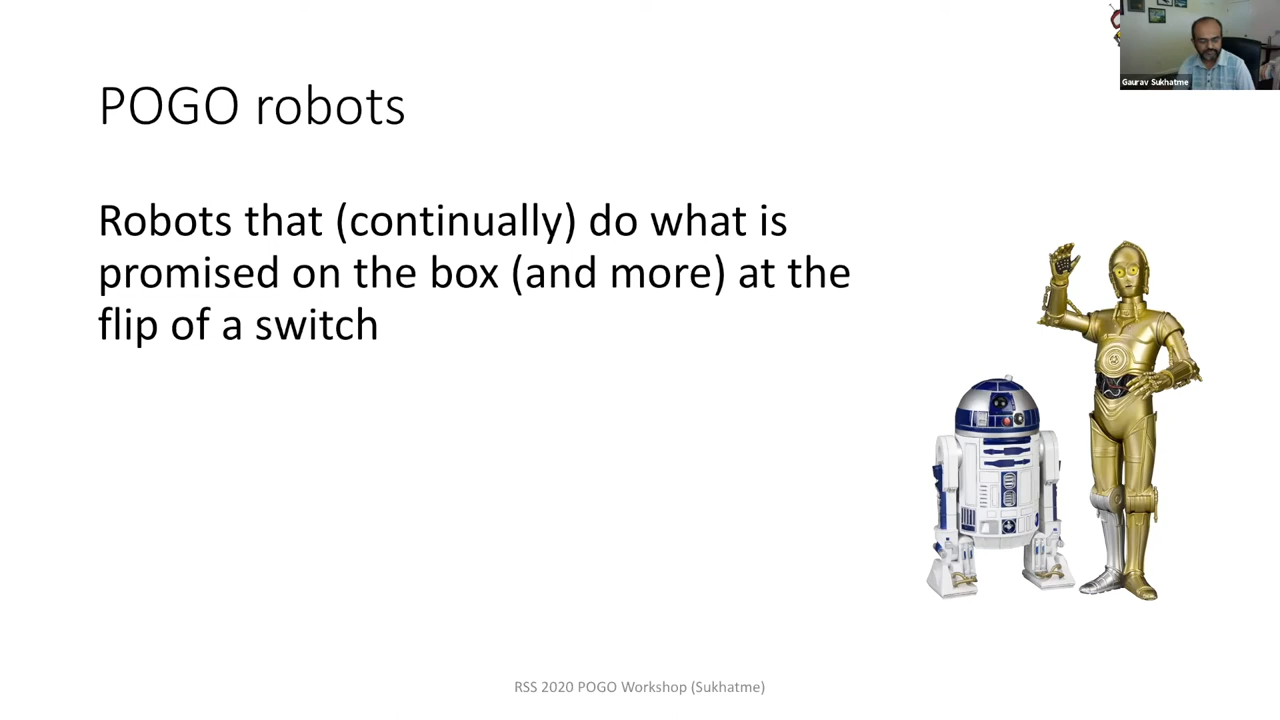 Gaurav Sukhatme
POGO robots
Robots that (continually) do what is
promised on the box (and more) at the
flip of a switch
RSS 2020 POGO Workshop (Sukhatme)